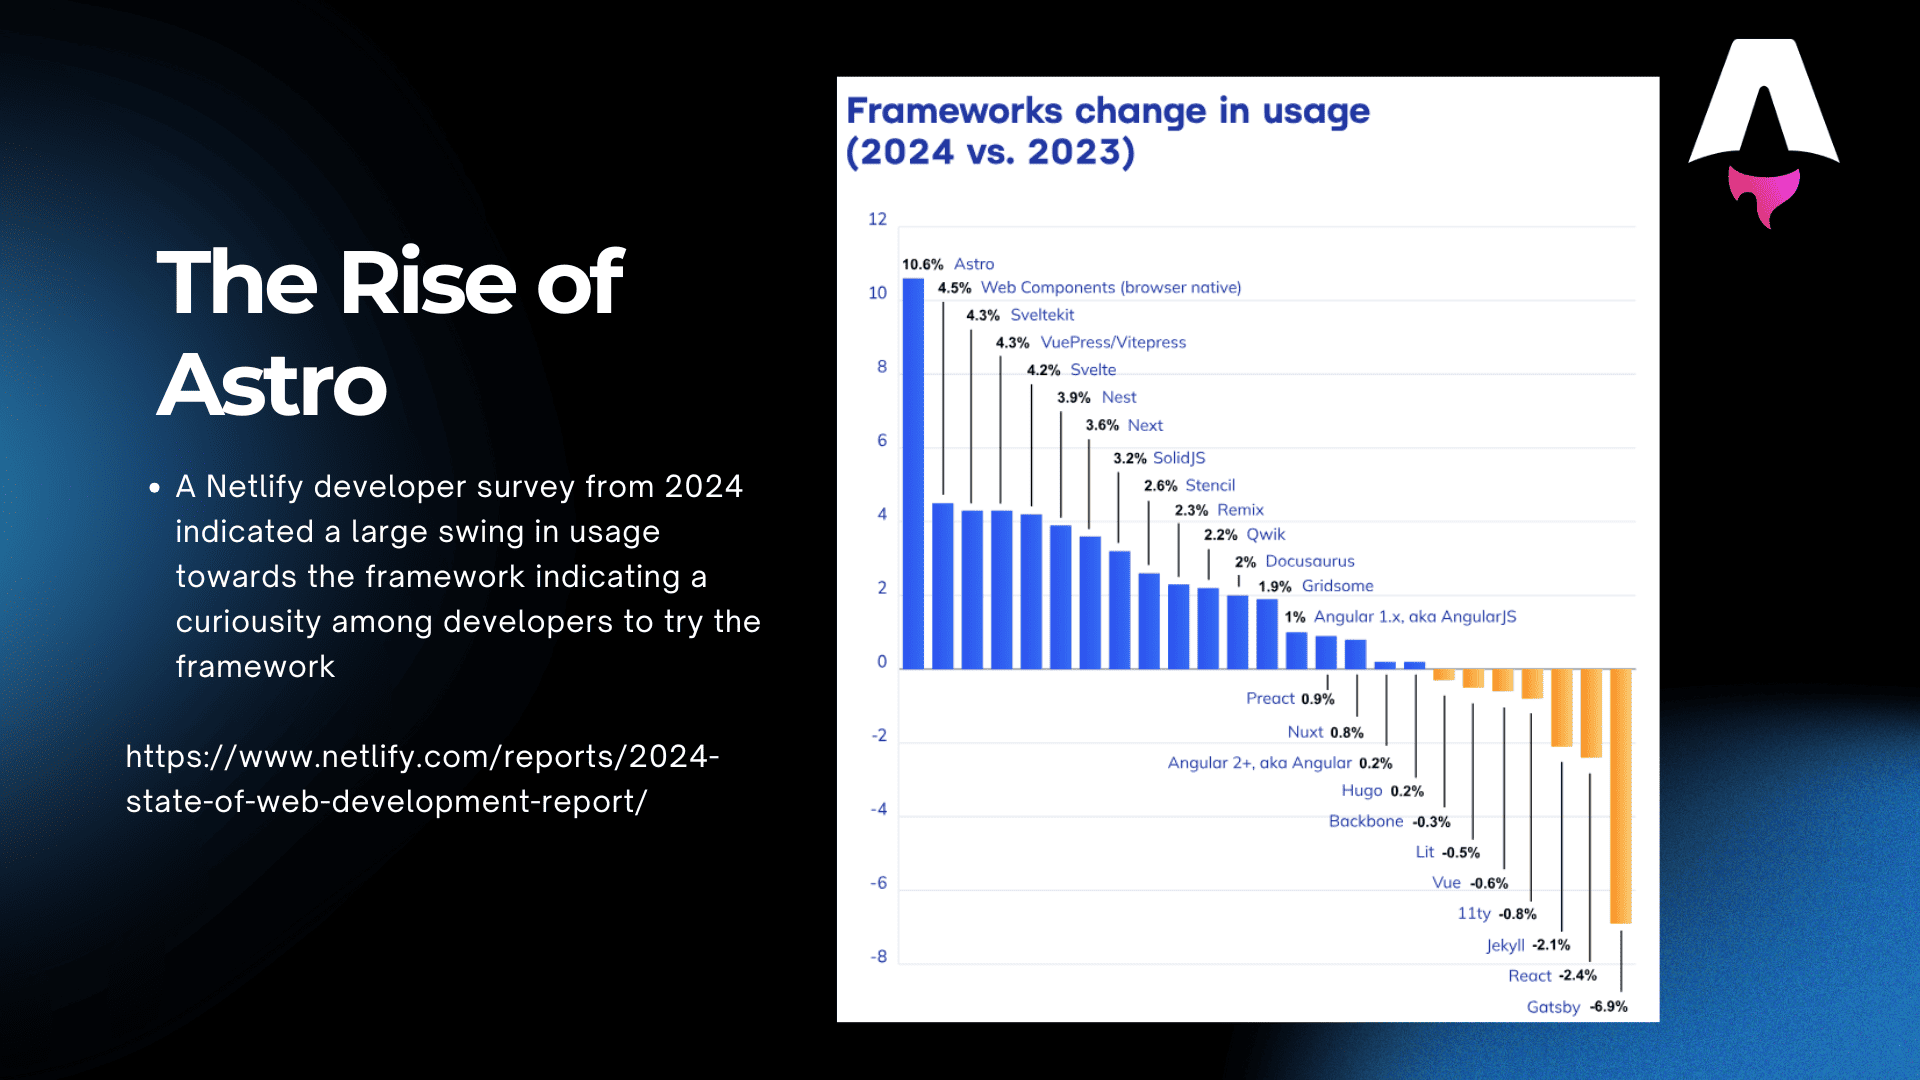 The Rise of
Astro
• A Netlify developer survey from 2024
indicated a large swing in usage
towards the framework indicating a
curiousity among developers to try the
framework
https://www.netlify.com/reports/2024-
state-of-web-development-report/
Frameworks change in usage
(2024 vs. 2023)
12
10.6% Astro
4.5% Web Components (browser native)
10
4.3% Sveltekit
4.3% VuePress/Vitepress
8
4.2% Svelte
3.9% Nest
3.6% Next
6
3.2% SolidJS
2.6% Stencil
2.3% Remix
4
2.2% Qwik
2% Docusaurus
1.9% Gridsome
2
1% Angular 1.x, aka AngularJS
0
Preact 0.9%
Nuxt 0.8%
-2
Angular 2+, aka Angular 0.2%
Hugo 0.2%
-4
Backbone -0.3%
Lit -0.5%
Vue -0.6%
-6
11ty -0.8%
Jekyll -2.1%
-8
React -2.4%
Gatsby -6.9%